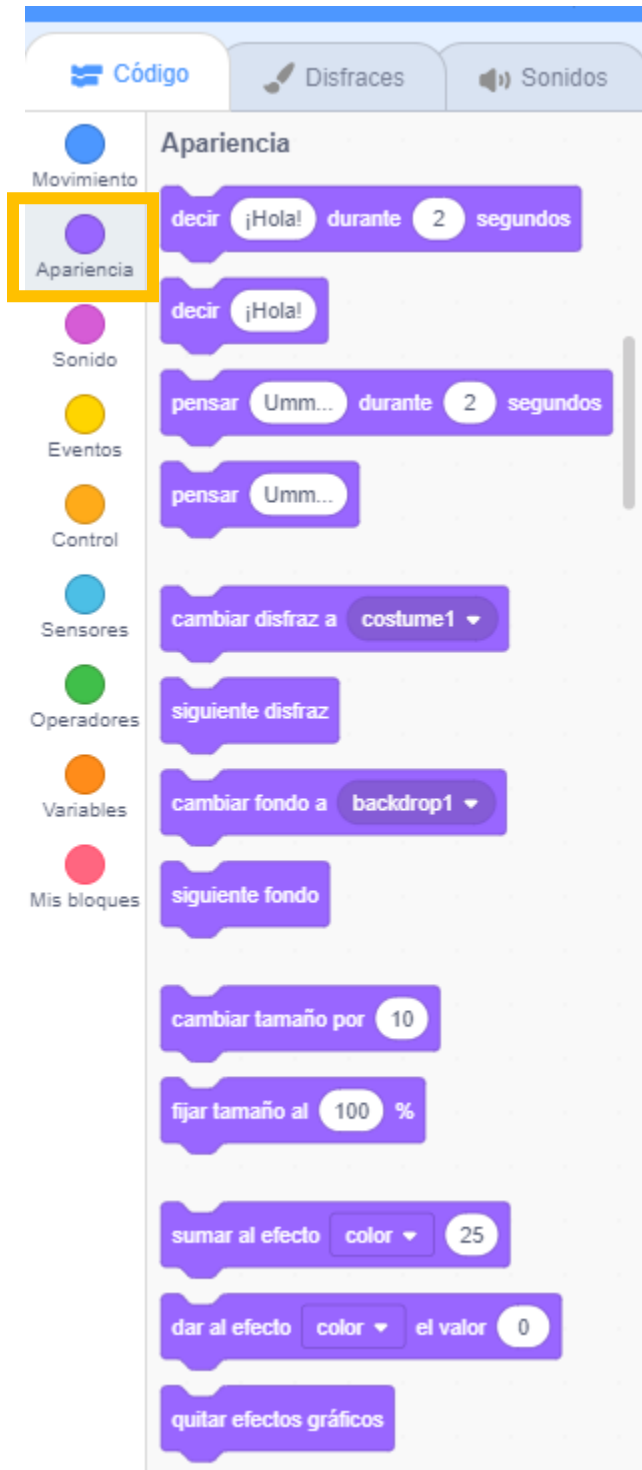 Código Disfraces Sonidos
Movimiento
Apariencia
Sonido
Eventos
Control
Sensores
Operadores
Variables
Mis bloques
Apariencia
decir ¡Hola! durante 2 segundos
decir ¡Hola!
pensar Umm... durante 2 segundos
pensar Umm...
cambiar disfraz a costume1
siguiente disfraz
cambiar fondo a backdrop1
siguiente fondo
cambiar tamaño por 10
fijar tamaño al 100 %
sumar al efecto color 25
dar al efecto color el valor 0
quitar efectos gráficos